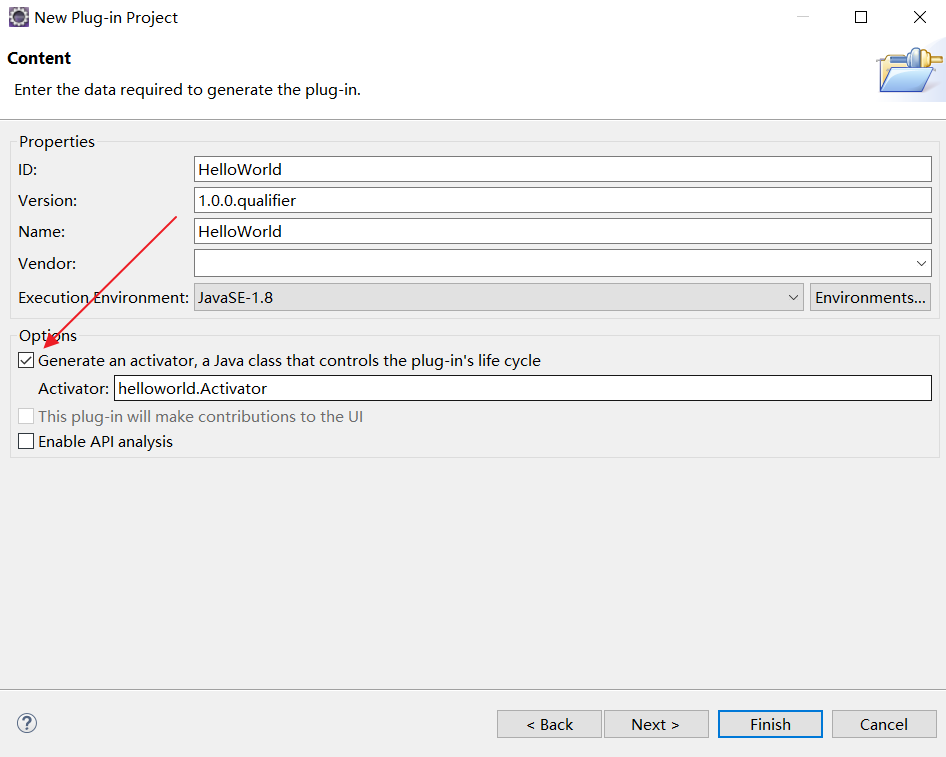 New Plug-in Project
Content
Enter the data required to generate the plug-in.
Properties
ID: HelloWorld
Version: 1.0.0.qualifier
Name: HelloWorld
Vendor:
Execution Environment: JavaSE-1.8 Environments...
Options
Generate an activator, a Java class that controls the plug-in's life cycle
Activator: helloworld.Activator
This plug-in will make contributions to the UI
Enable API analysis
? < Back Next > Finish Cancel